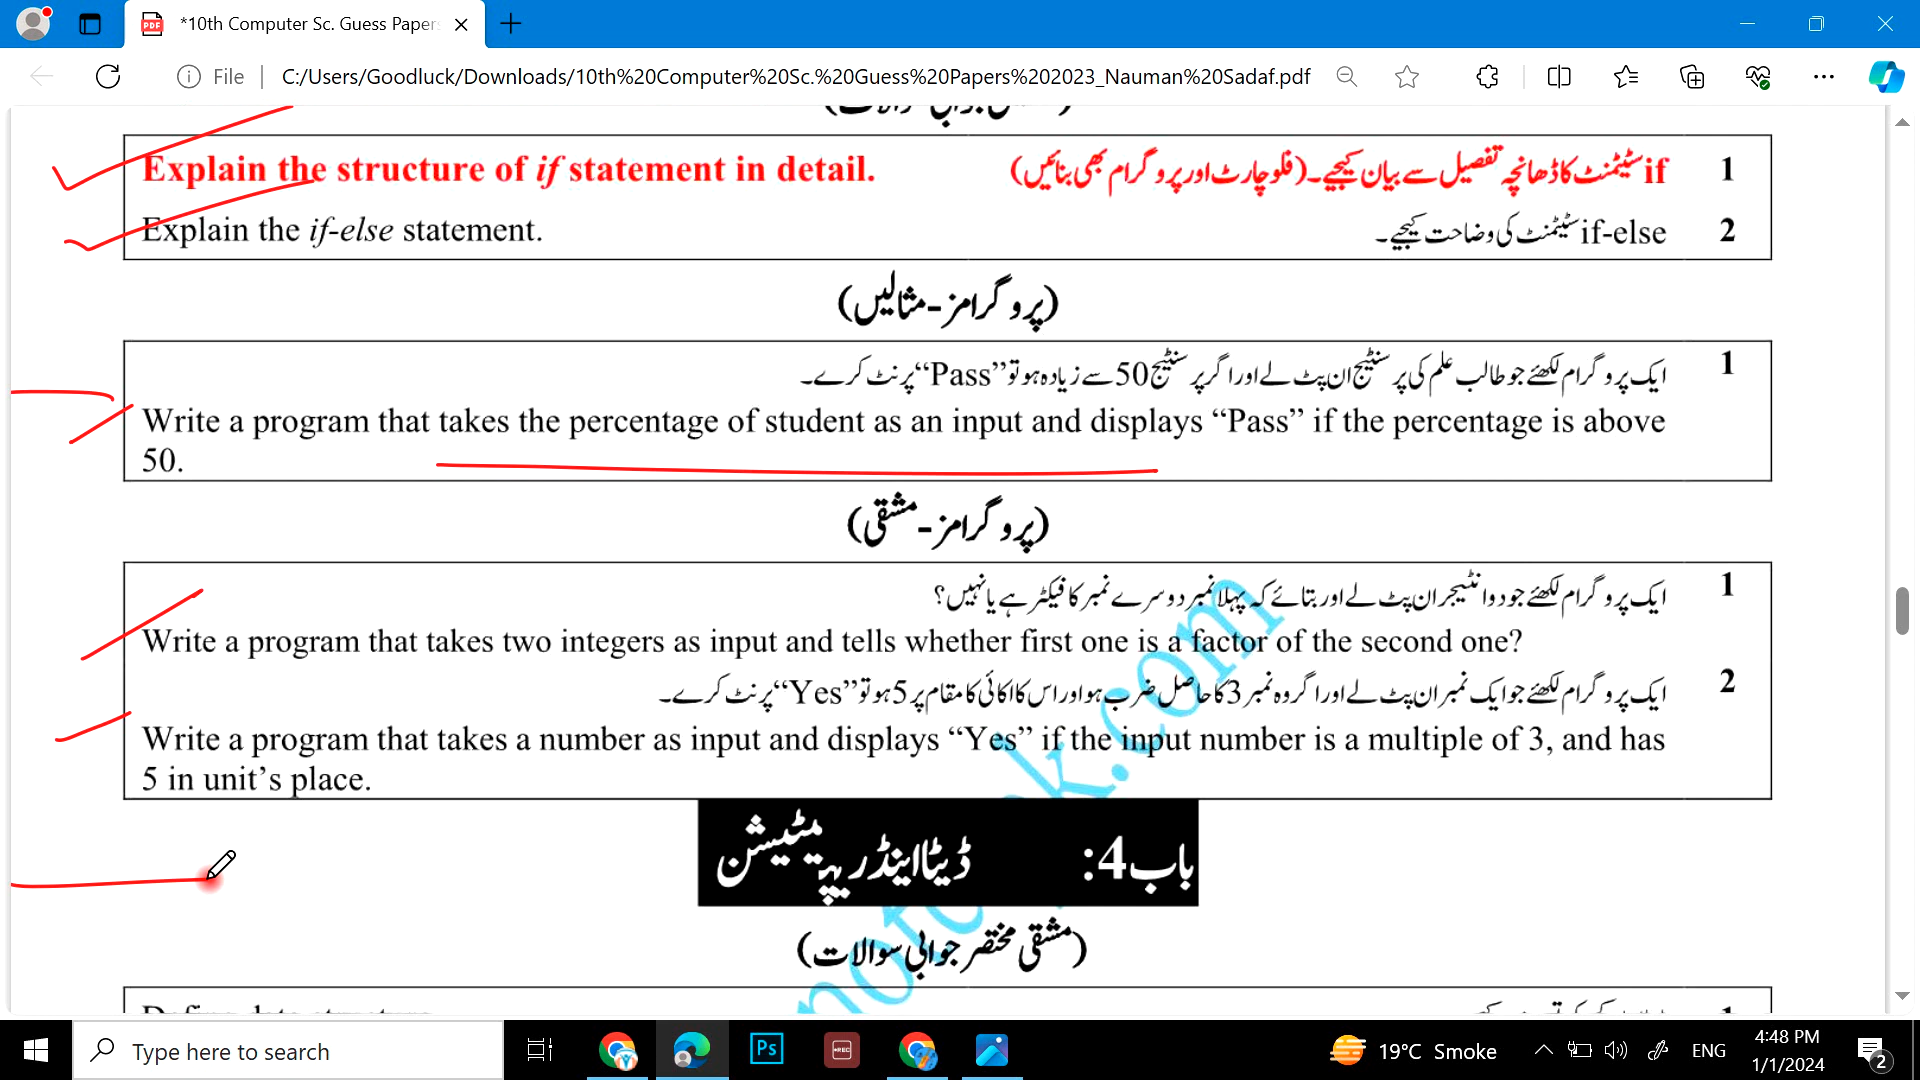 *10th Computer Sc. Guess Paper
File
C:/Users/Goodluck/Downloads/10th%20Computer%20Sc.%20Guess%20Papers%202023_Nauman%20Sadaf.pdf
Explain the structure of if statement in detail.
if سٹیٹمنٹ کا ڈھانچہ تفصیل سے بیان کیجیے۔ (فلو چارٹ اور پروگرام بھی بنائیں) 1
Explain the if-else statement.
if-else سٹیٹمنٹ کی وضاحت کیجیے۔ 2
(پروگرامز-مثالیں)
ایک پروگرام لکھئے جو طالب علم کی پرسنٹیج ان پٹ لے اور اگر پرسنٹیج 50 سے زیادہ ہو تو “Pass” پرنٹ کرے۔ 1
Write a program that takes the percentage of student as an input and displays “Pass” if the percentage is above
50.
(پروگرامز-مشقی)
ایک پروگرام لکھئے جو دو انٹیجر ان پٹ لے اور بتائے کہ پہلا نمبر دوسرے نمبر کا فیکٹر ہے یا نہیں؟ 1
Write a program that takes two integers as input and tells whether first one is a factor of the second one?
ایک پروگرام لکھئے جو ایک نمبر ان پٹ لے اور اگر وہ نمبر 3 کا حاصل ضرب ہو اور اس کا اکائی کا مقام پر 5 ہو تو “Yes” پرنٹ کرے۔ 2
Write a program that takes a number as input and displays “Yes” if the input number is a multiple of 3, and has
5 in unit’s place.
باب 4: ڈیٹا اینڈ ریپیٹیشن
(مشقی مختصر جوابی سوالات)
Type here to search
Ps
REC
19°C Smoke
ENG
4:48 PM
1/1/2024
2